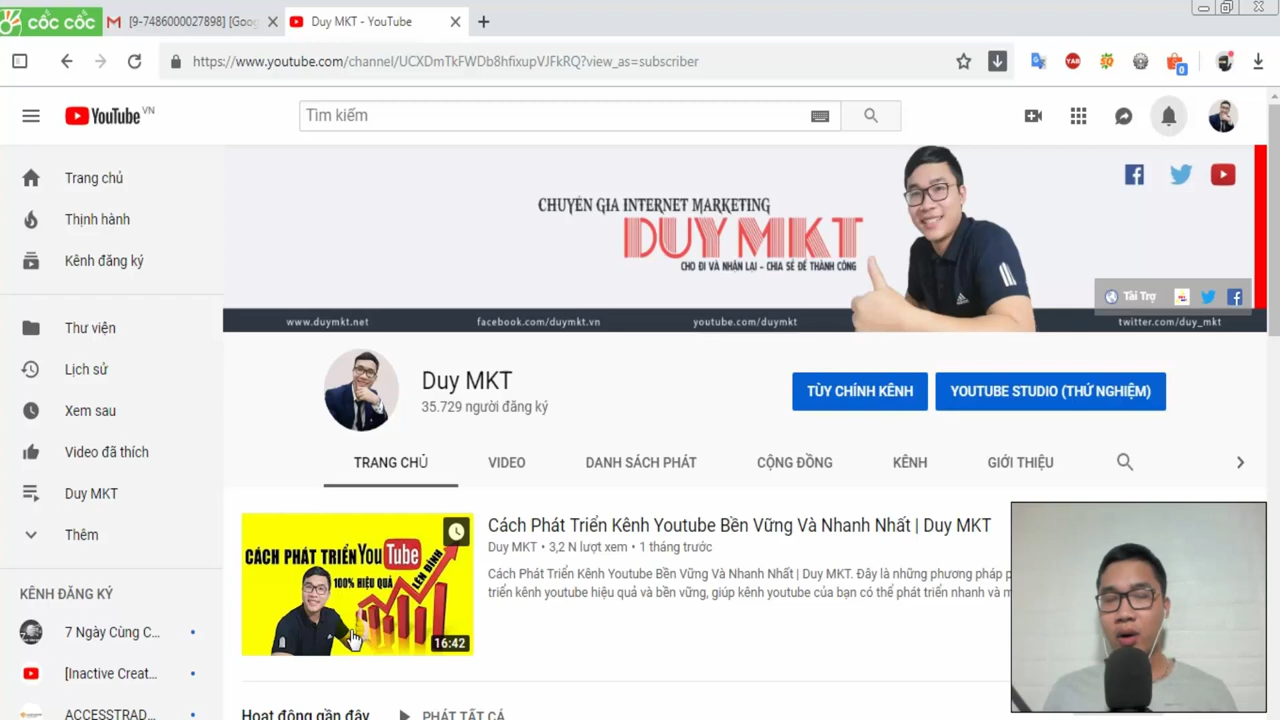 cốc cốc
[9-7486000027898] [Goo
Duy MKT - YouTube
https://www.youtube.com/channel/UCXDmTkFWDb8hfixnpVJFkRQ?view_as=subscriber
YouTube VN
Tìm kiếm
Trang chủ
Thịnh hành
Kênh đăng ký
Thư viện
Lịch sử
Xem sau
Video đã thích
Duy MKT
Thêm
KÊNH ĐĂNG KÝ
7 Ngày Cùng C...
[Inactive Creat...
ACCESSTRAD...
CHUYÊN GIA INTERNET MARKETING
DUY MKT
CHO ĐI VÀ NHẬN LẠI - CHIA SẺ ĐỂ THÀNH CÔNG
Tài Trợ
www.duymkt.net
facebook.com/duymkt.vn
youtube.com/duymkt
twitter.com/duy_mkt
Duy MKT
35.729 người đăng ký
TÙY CHỈNH KÊNH
YOUTUBE STUDIO (THỬ NGHIỆM)
TRANG CHỦ
VIDEO
DANH SÁCH PHÁT
CỘNG ĐỒNG
KÊNH
GIỚI THIỆU
CÁCH PHÁT TRIỂN YouTube
100% HIỆU QUẢ
LÊN ĐỈNH
16:42
Cách Phát Triển Kênh Youtube Bền Vững Và Nhanh Nhất | Duy MKT
Duy MKT • 3,2 N lượt xem • 1 tháng trước
Cách Phát Triển Kênh Youtube Bền Vững Và Nhanh Nhất | Duy MKT. Đây là những phương pháp p
triển kênh youtube hiệu quả và bền vững, giúp kênh youtube của bạn có thể phát triển nhanh và m
Hoạt động gần đây
PHÁT TẤT CẢ